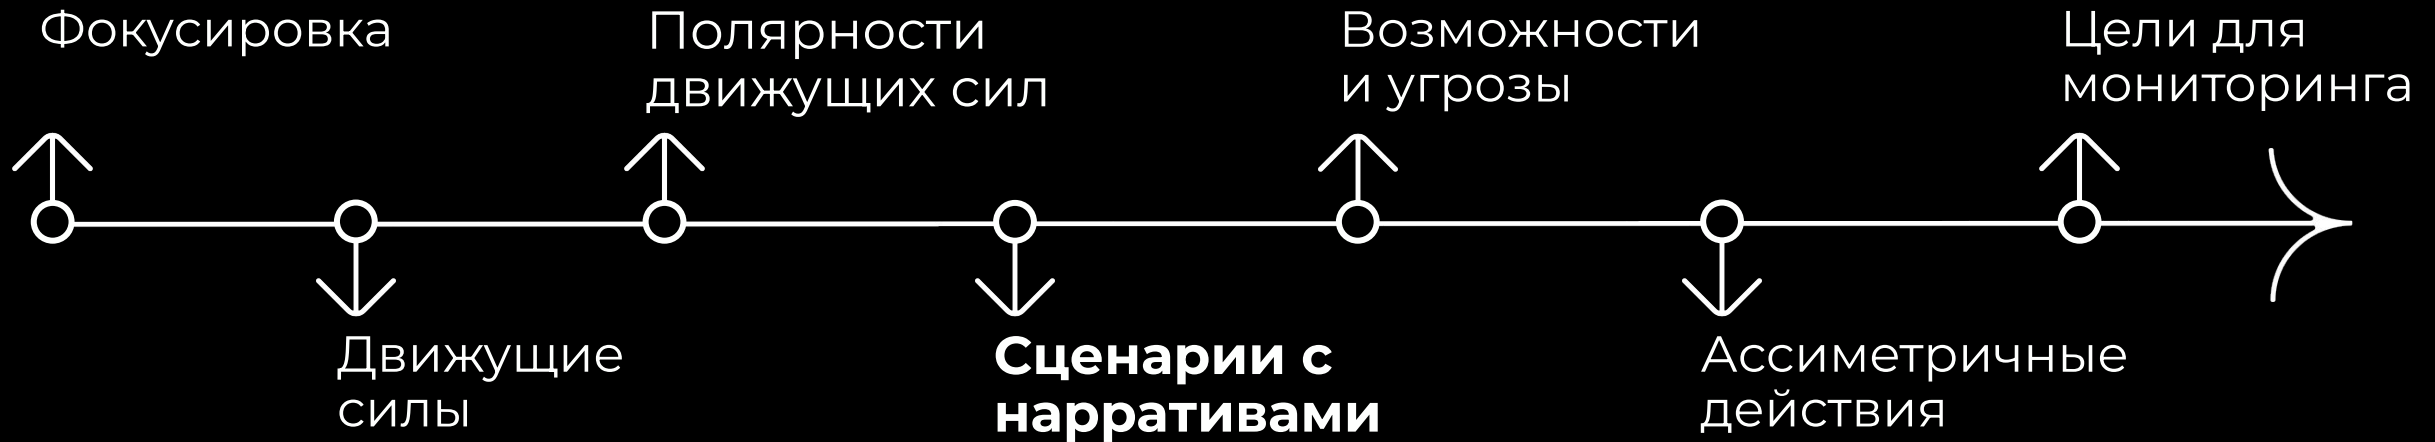 Фокусировка
Движущие
силы
Полярности
движущих сил
Сценарии с
нарративами
Возможности
и угрозы
Ассиметричные
действия
Цели для
мониторинга